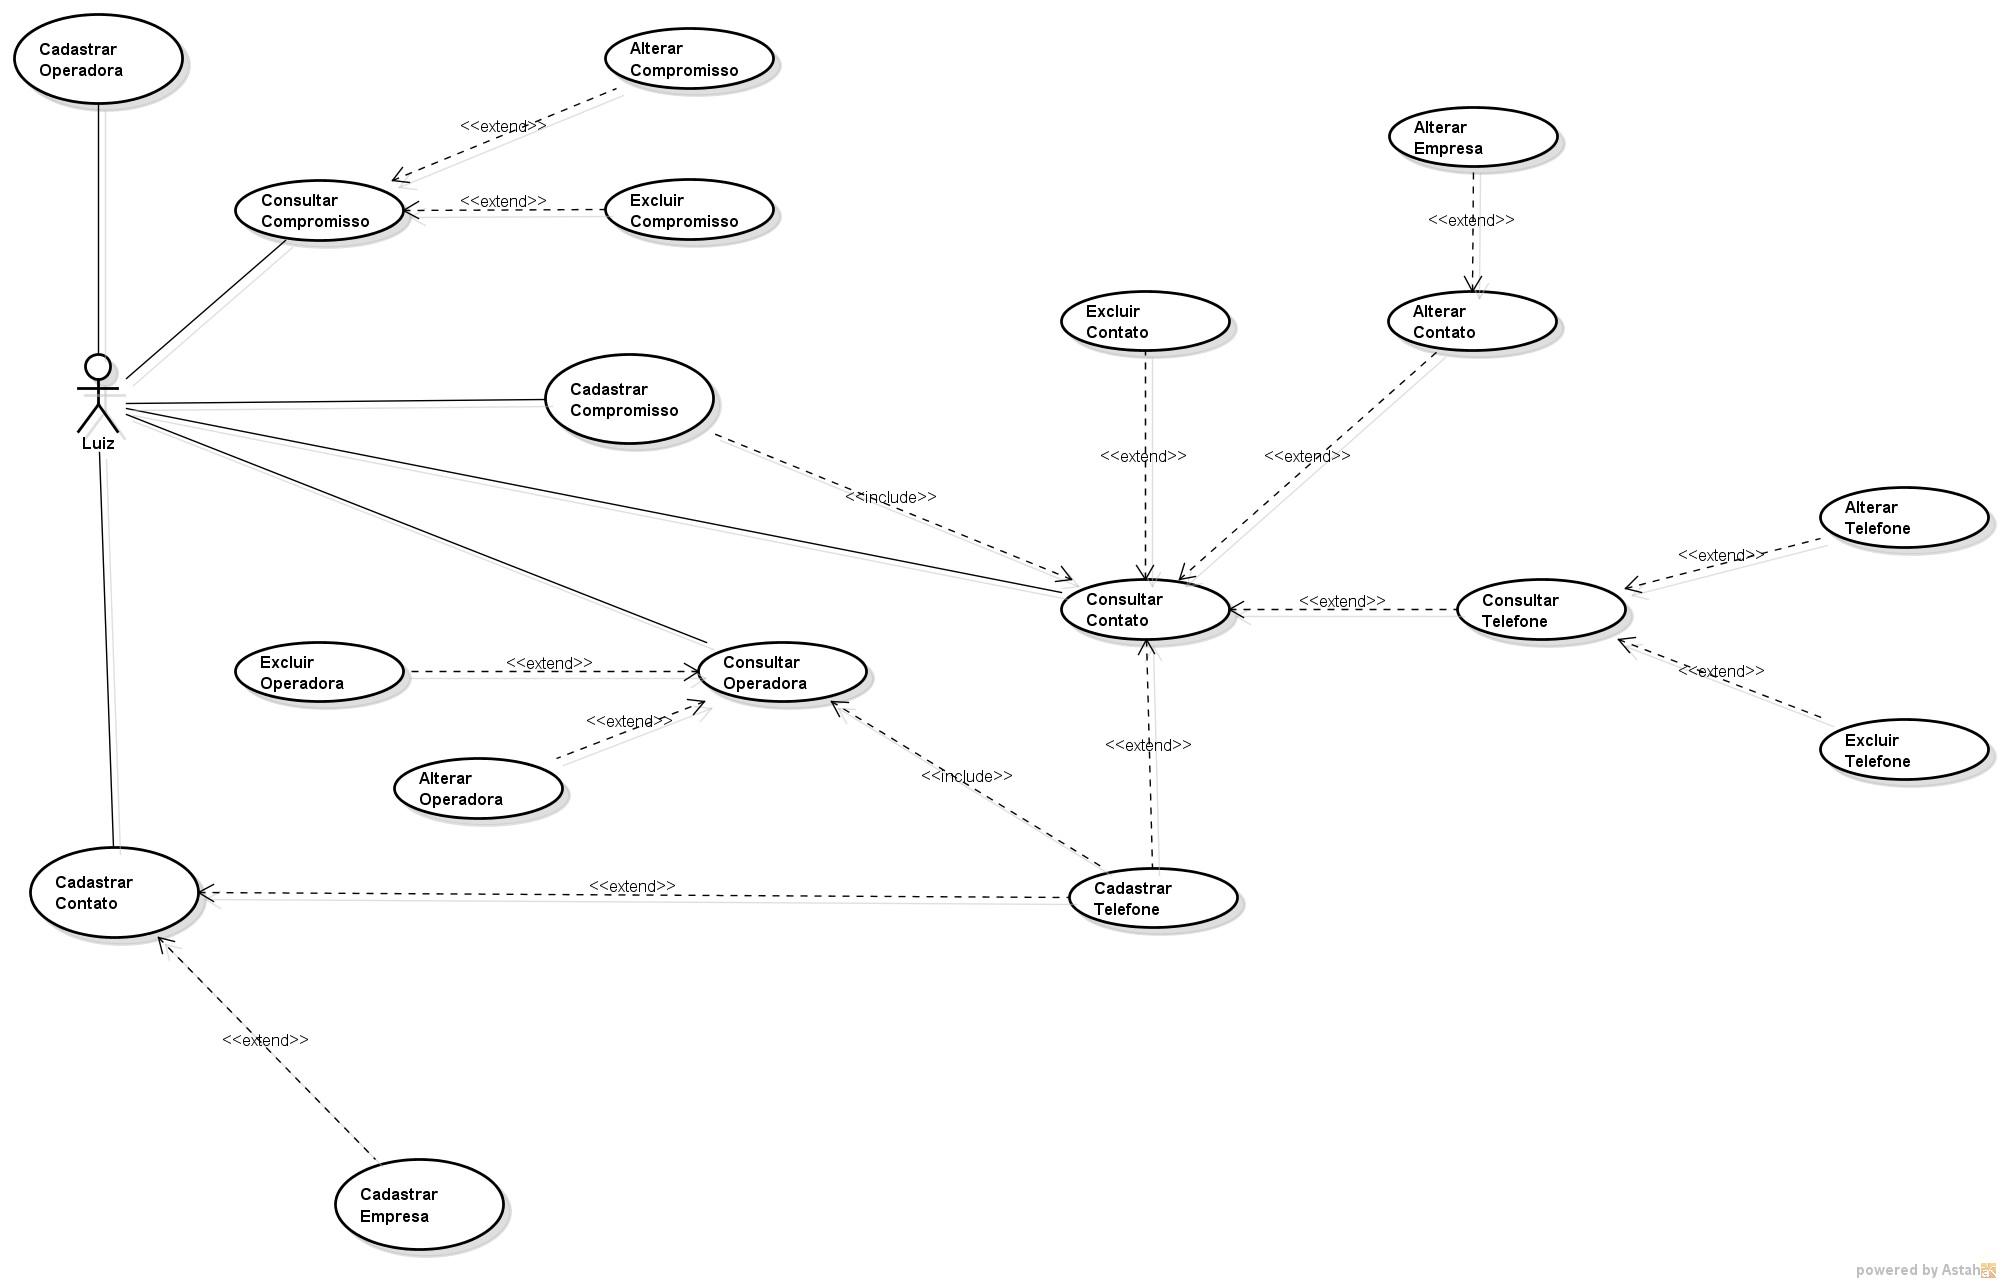 Cadastrar
Operadora
Alterar
Compromisso
<<extend>>
Alterar
Empresa
Consultar
Compromisso
<<extend>>
Excluir
Compromisso
<<extend>>
Excluir
Contato
Alterar
Contato
Luiz
Cadastrar
Compromisso
<<extend>>
<<extend>>
<<include>>
Alterar
Telefone
<<extend>>
Consultar
Contato
<<extend>>
Consultar
Telefone
Excluir
Operadora
<<extend>>
Consultar
Operadora
<<extend>>
<<extend>>
<<extend>>
Excluir
Telefone
Alterar
Operadora
<<include>>
Cadastrar
Contato
<<extend>>
Cadastrar
Telefone
<<extend>>
Cadastrar
Empresa
powered by Astah